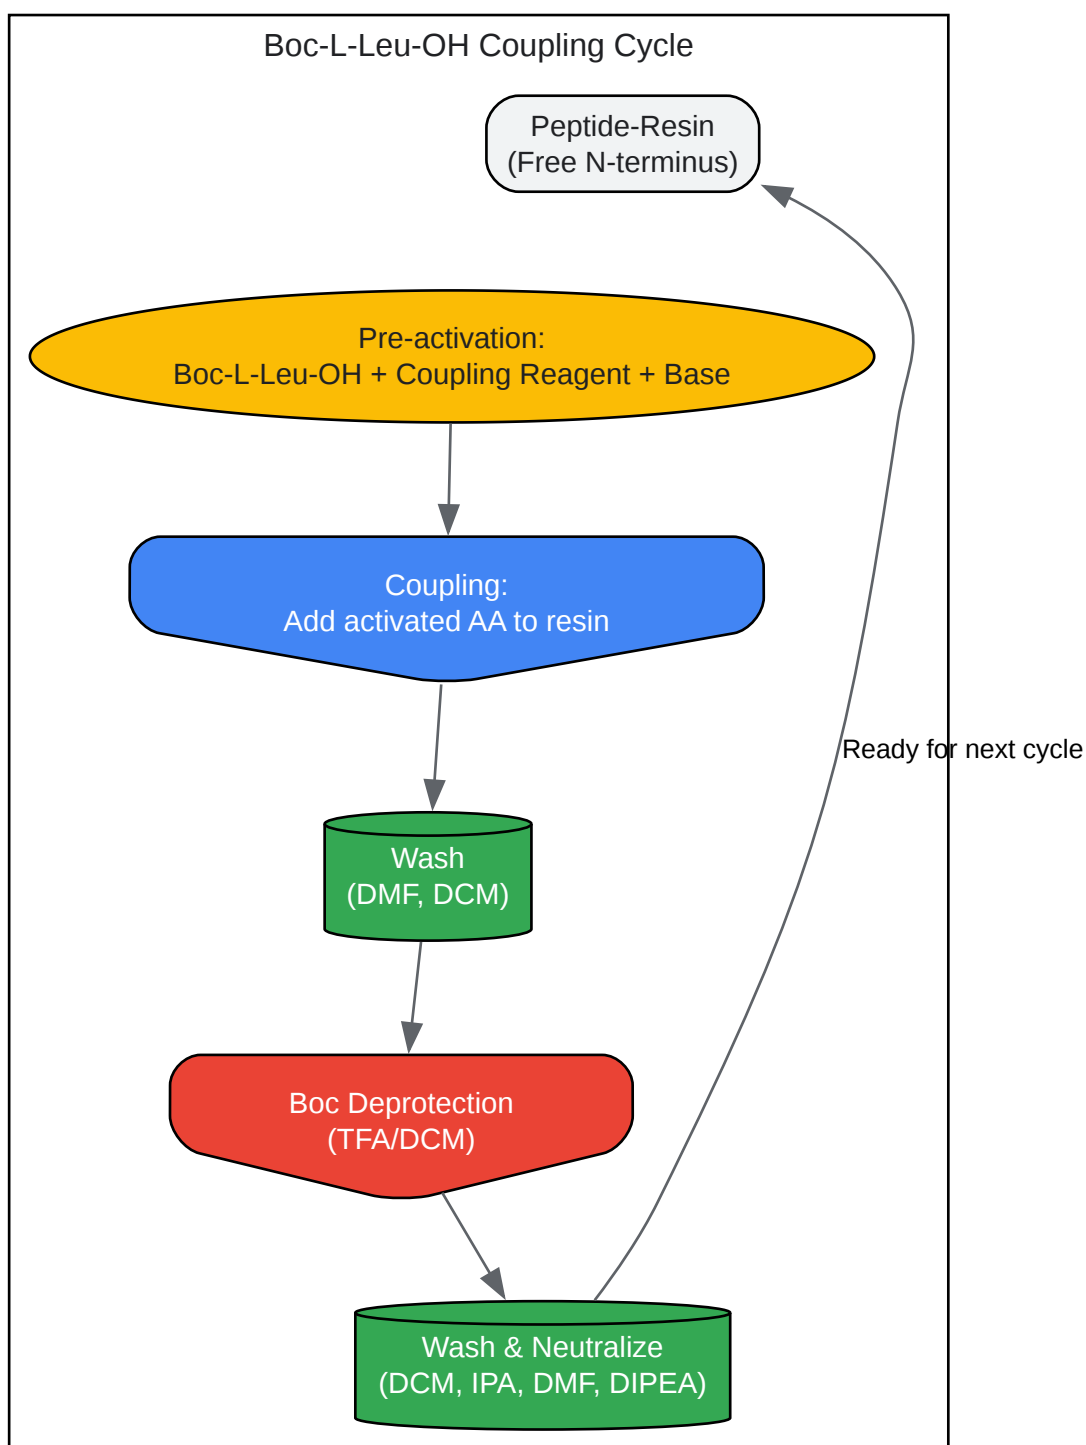 Boc-L-Leu-OH Coupling Cycle
Peptide-Resin
(Free N-terminus)
Pre-activation:
Boc-L-Leu-OH + Coupling Reagent + Base
Coupling:
Add activated AA to resin
Ready for next cycle
Wash
(DMF, DCM)
Boc Deprotection
(TFA/DCM)
Wash & Neutralize
(DCM, IPA, DMF, DIPEA)